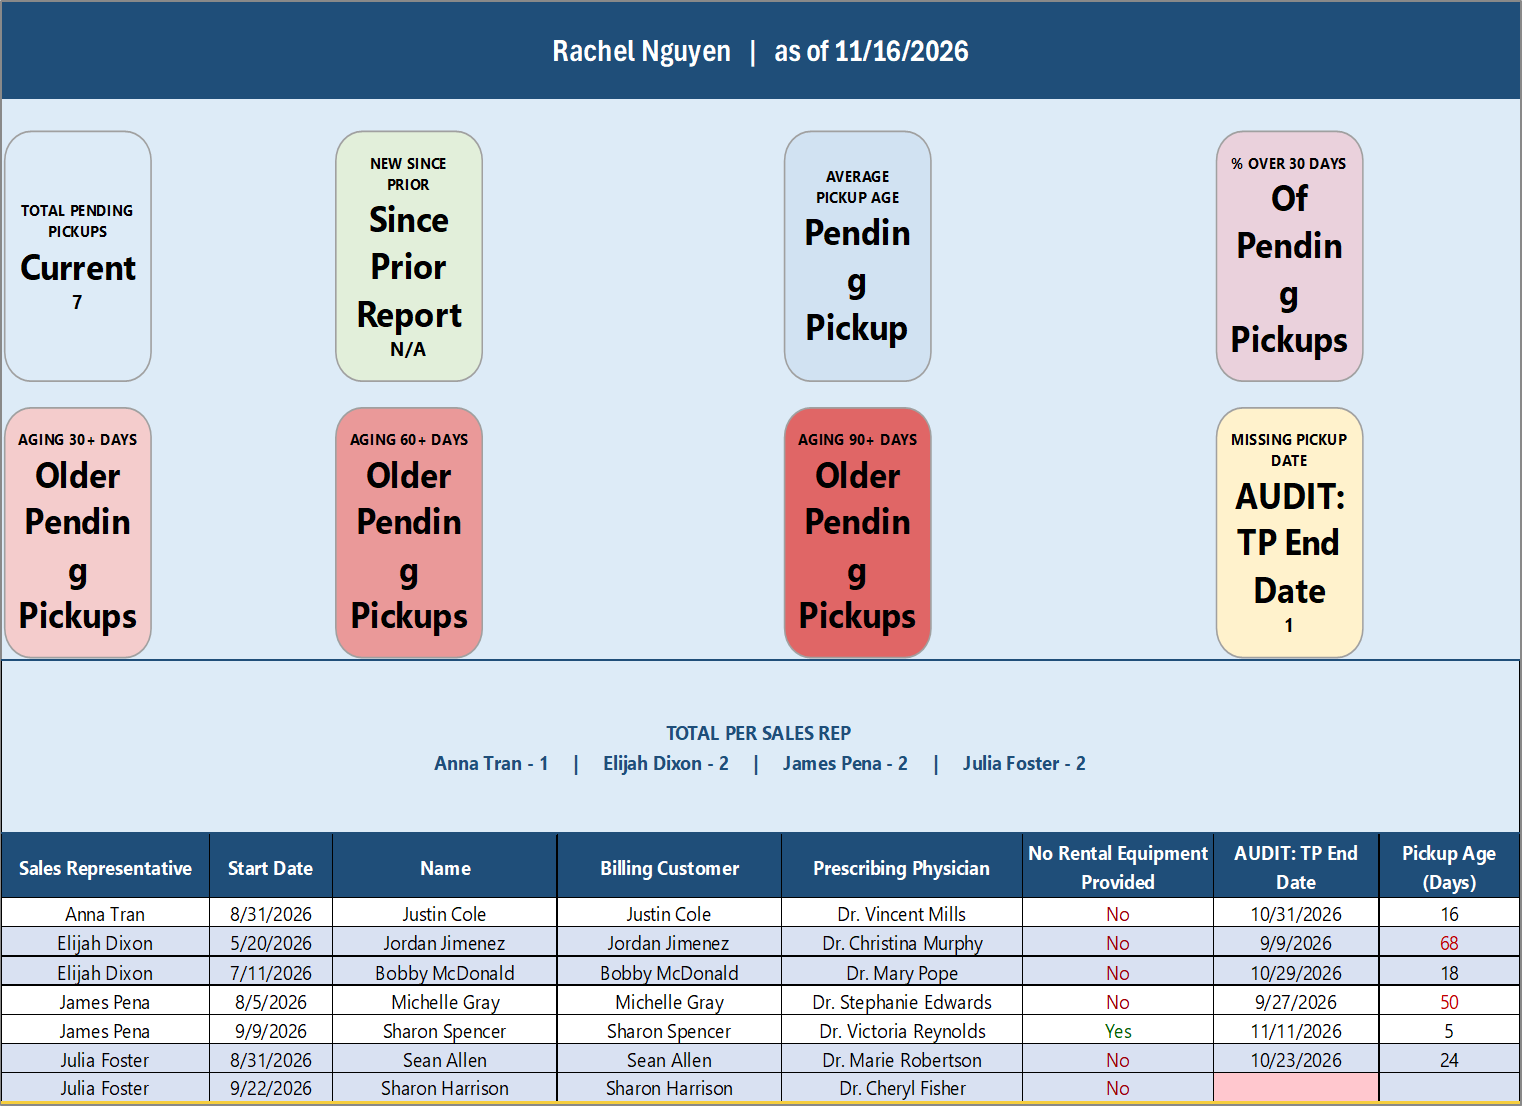 Rachel Nguyen | as of 11/16/2026
TOTAL PENDING
PICKUPS
Current
7
NEW SINCE
PRIOR
Since
Prior
Report
N/A
AVERAGE
PICKUP AGE
Pendin
g
Pickup
% OVER 30 DAYS
Of
Pendin
g
Pickups
AGING 30+ DAYS
Older
Pendin
g
Pickups
AGING 60+ DAYS
Older
Pendin
g
Pickups
AGING 90+ DAYS
Older
Pendin
g
Pickups
MISSING PICKUP
DATE
AUDIT:
TP End
Date
1
TOTAL PER SALES REP
Anna Tran - 1 | Elijah Dixon - 2 | James Pena - 2 | Julia Foster - 2
Sales Representative Start Date Name Billing Customer Prescribing Physician No Rental Equipment Provided AUDIT: TP End Date Pickup Age (Days)
Anna Tran 8/31/2026 Justin Cole Justin Cole Dr. Vincent Mills No 10/31/2026 16
Elijah Dixon 5/20/2026 Jordan Jimenez Jordan Jimenez Dr. Christina Murphy No 9/9/2026 68
Elijah Dixon 7/11/2026 Bobby McDonald Bobby McDonald Dr. Mary Pope No 10/29/2026 18
James Pena 8/5/2026 Michelle Gray Michelle Gray Dr. Stephanie Edwards No 9/27/2026 50
James Pena 9/9/2026 Sharon Spencer Sharon Spencer Dr. Victoria Reynolds Yes 11/11/2026 5
Julia Foster 8/31/2026 Sean Allen Sean Allen Dr. Marie Robertson No 10/23/2026 24
Julia Foster 9/22/2026 Sharon Harrison Sharon Harrison Dr. Cheryl Fisher No